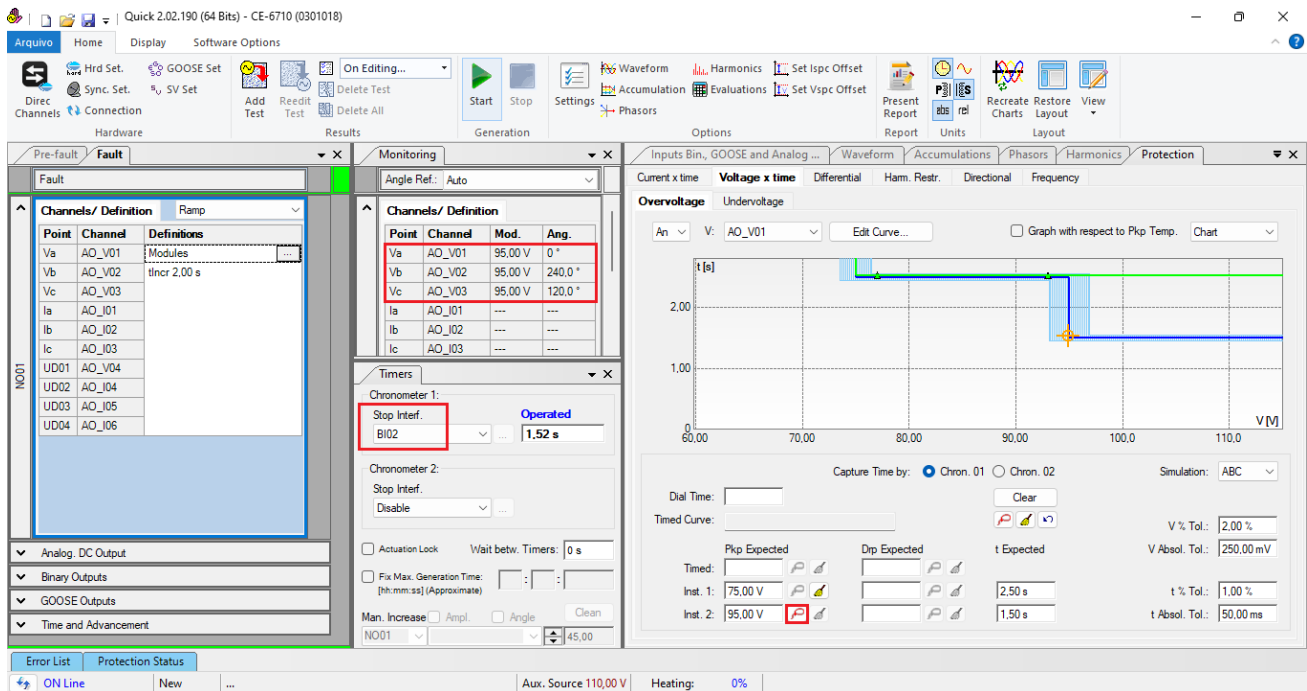 Quick 2.02.190 (64 Bits) - CE-6710 (0301018)
Arquivo Home Display Software Options
Direc Channels
Hrd Set.
Sync. Set.
Connection
GOOSE Set
SV Set
Hardware
Add Test
Reedit Test
On Editing...
Delete Test
Delete All
Results
Start
Stop
Generation
Settings
Waveform
Accumulation
Phasors
Harmonics
Evaluations
Set Ispc Offset
Set Vspc Offset
Options
Present Report
Report
abs rel
Units
Recreate Charts
Restore Layout
View
Layout
Pre-fault Fault
Fault
Channels/ Definition Ramp
Point Channel Definitions
Va AO_V01 Modules ...
Vb AO_V02 tIncr 2,00 s
Vc AO_V03
Ia AO_I01
Ib AO_I02
Ic AO_I03
UD01 AO_V04
UD02 AO_I04
UD03 AO_I05
UD04 AO_I06
NO01
Analog. DC Output
Binary Outputs
GOOSE Outputs
Time and Advancement
Monitoring
Angle Ref.: Auto
Channels/ Definition
Point Channel Mod. Ang.
Va AO_V01 95,00 V 0 °
Vb AO_V02 95,00 V 240,0 °
Vc AO_V03 95,00 V 120,0 °
Ia AO_I01 --- ---
Ib AO_I02 --- ---
Ic AO_I03 --- ---
Timers
Chronometer 1:
Stop Interf. Operated
BI02 ... 1,52 s
Chronometer 2:
Stop Interf.
Disable ...
Actuation Lock Wait betw. Timers: 0 s
Fix Max. Generation Time: : :
[hh:mm:ss] (Approximate)
Man. Increase Ampl. Angle Clean
NO01 45,00
Inputs Bin., GOOSE and Analog ... Waveform Accumulations Phasors Harmonics Protection
Current x time Voltage x time Differential Harm. Restr. Directional Frequency
Overvoltage Undervoltage
An V: AO_V01 Edit Curve... Graph with respect to Pkp Temp. Chart
t [s]
2,00
1,00
0
60,00 70,00 80,00 90,00 100,0 110,0
V [V]
Capture Time by: Chron. 01 Chron. 02 Simulation: ABC
Dial Time: Clear
Timed Curve: V % Tol.: 2,00 %
Pkp Expected Drp Expected t Expected V Absol. Tol.: 250,00 mV
Timed:
Inst. 1: 75,00 V 2,50 s t % Tol.: 1,00 %
Inst. 2: 95,00 V 1,50 s t Absol. Tol.: 50,00 ms
Error List Protection Status
ON Line New ... Aux. Source 110,00 V Heating: 0%